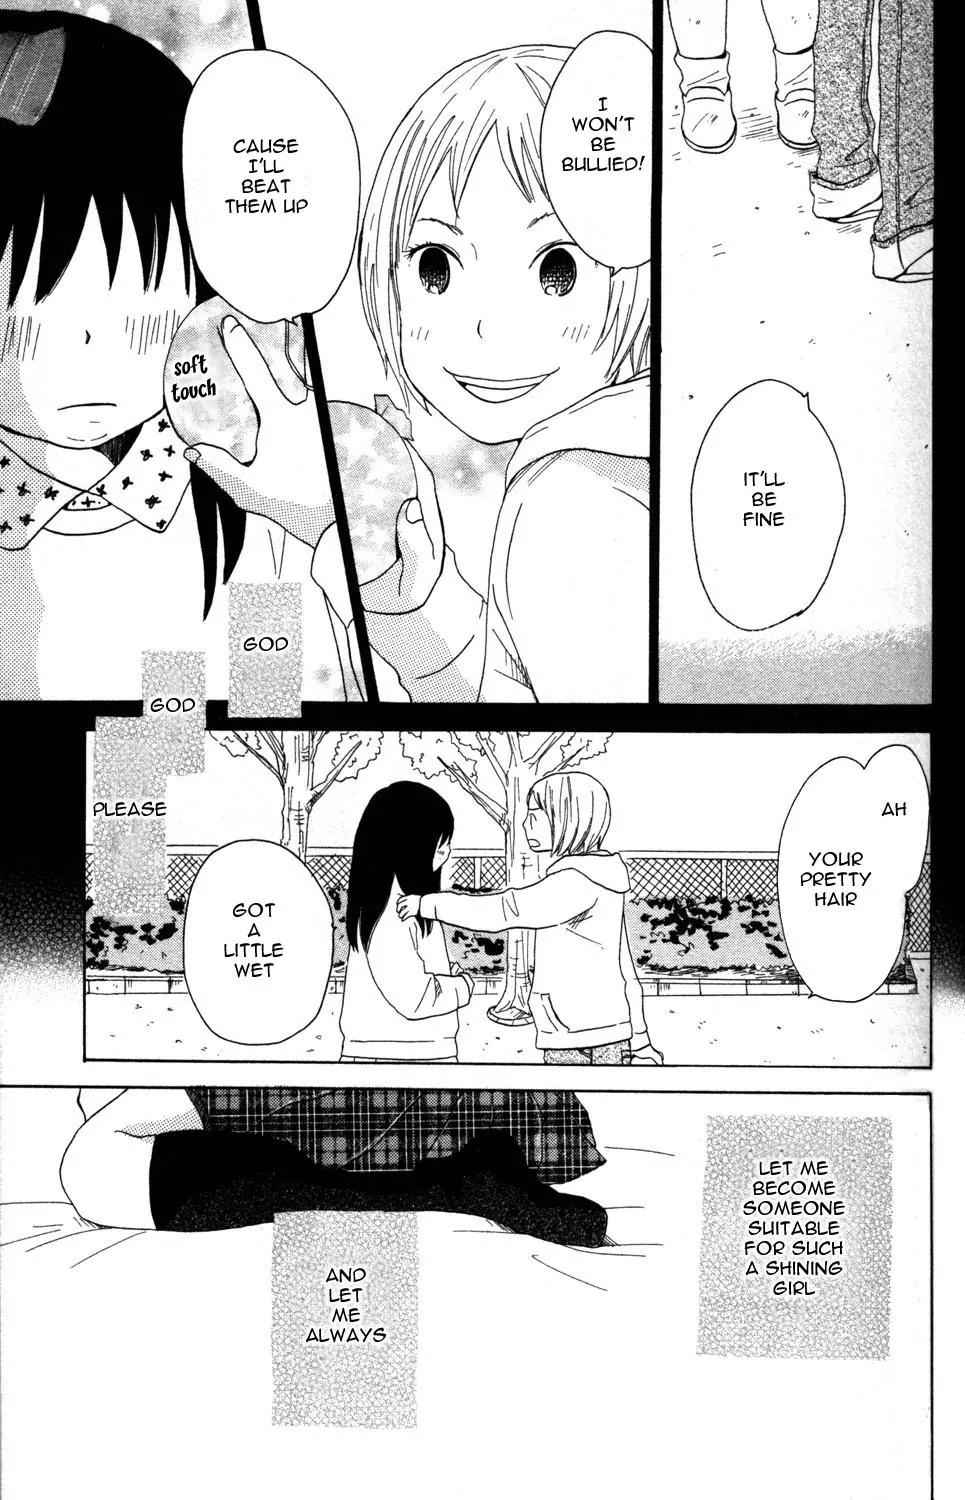 IT'LL
BE
FINE
I
WON'T
BE
BULLIED!
CAUSE
I'LL
BEAT
THEM UP
soft
touch
GOD
GOD
PLEASE
AH
YOUR
PRETTY
HAIR
GOT
A
LITTLE
WET
LET ME
BECOME
SOMEONE
SUITABLE
FOR SUCH
A SHINING
GIRL
AND
LET
ME
ALWAYS